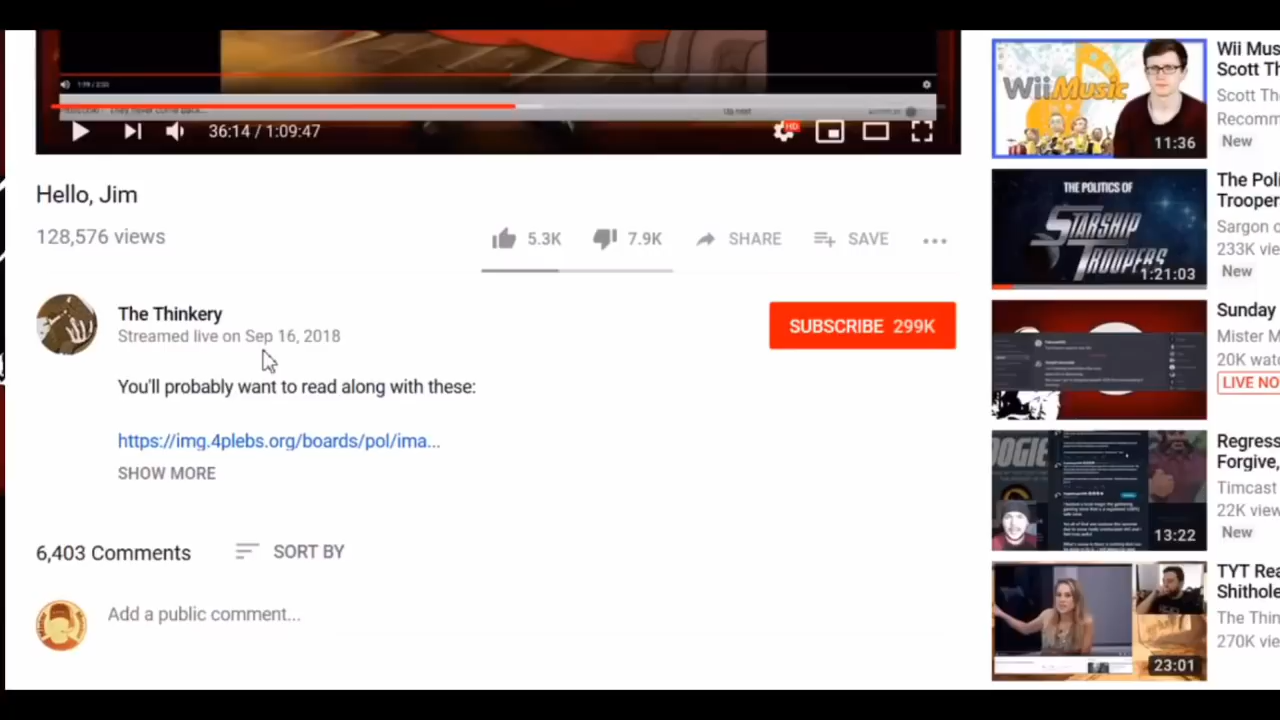 36:14 / 1:09:47
HD
Hello, Jim
128,576 views
5.3K
7.9K
SHARE
SAVE
The Thinkery
Streamed live on Sep 16, 2018
SUBSCRIBE 299K
You'll probably want to read along with these:
https://img.4plebs.org/boards/pol/ima...
SHOW MORE
6,403 Comments
SORT BY
Add a public comment...
Wii Music
11:36
Wii Mus
Scott Th
Scott Tho
Recomm
New
THE POLITICS OF
STARSHIP
TROOPERS
1:21:03
The Poli
Trooper
Sargon o
233K vie
New
Sunday
Mister M
20K watc
LIVE NO
13:22
Regress
Forgive,
Timcast
22K view
New
23:01
TYT Rea
Shithole
The Thin
270K vie